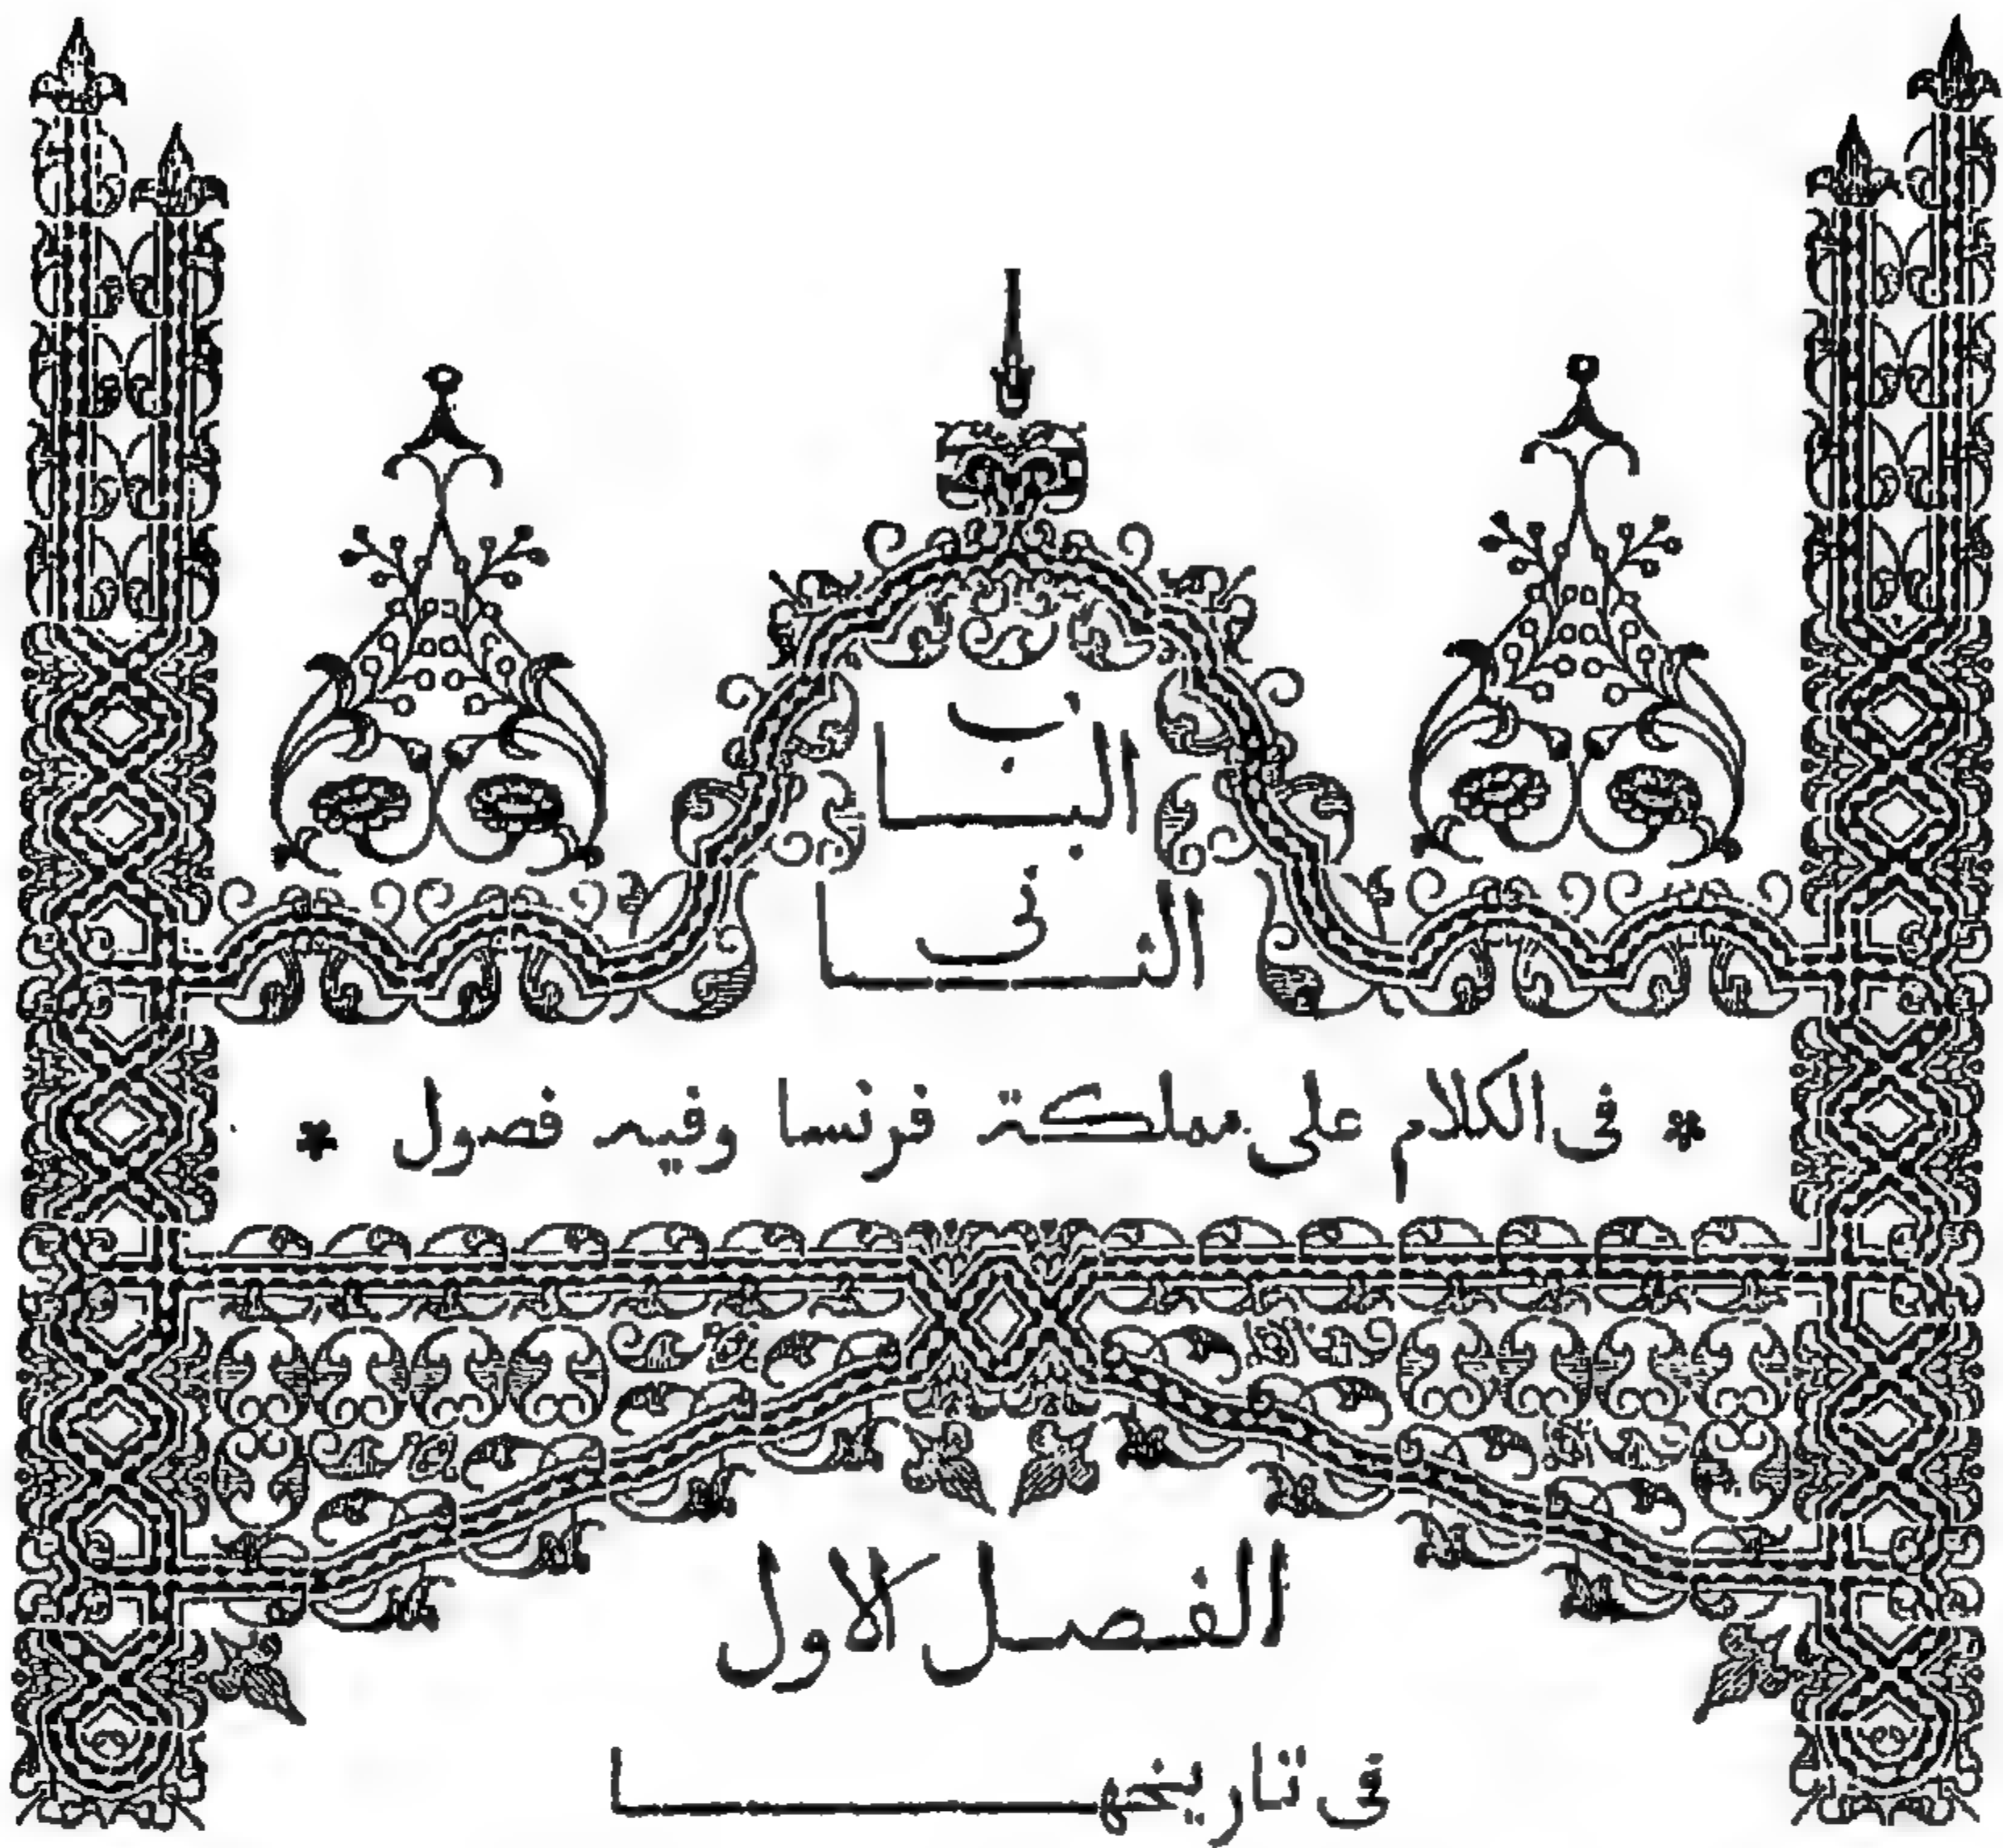 الباب
الثانى
* فى الكلام على مملكة فرنسا وفيه فصول *
الفصل الاول
فى تاريخها